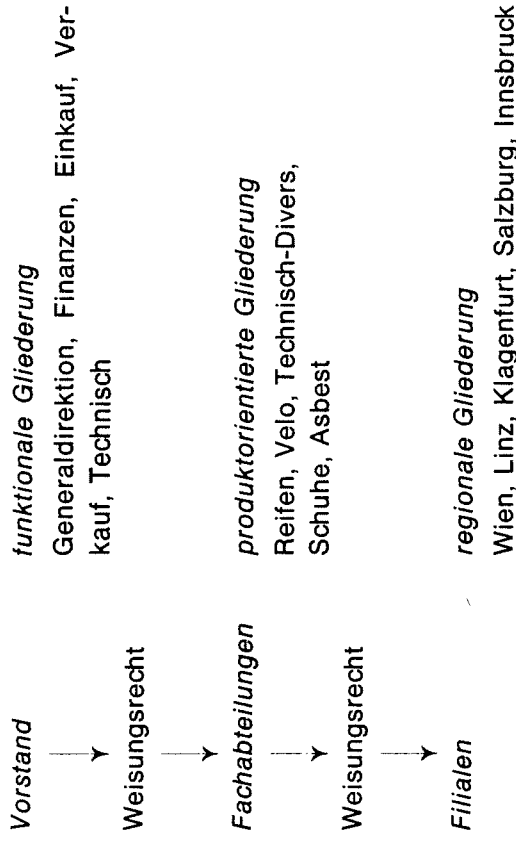 Vorstand
funktionale Gliederung
Generaldirektion, Finanzen, Einkauf, Ver-
kauf, Technisch
Weisungsrecht
Fachabteilungen
produktorientierte Gliederung
Reifen, Velo, Technisch-Divers,
Schuhe, Asbest
Weisungsrecht
Filialen
regionale Gliederung
Wien, Linz, Klagenfurt, Salzburg, Innsbruck